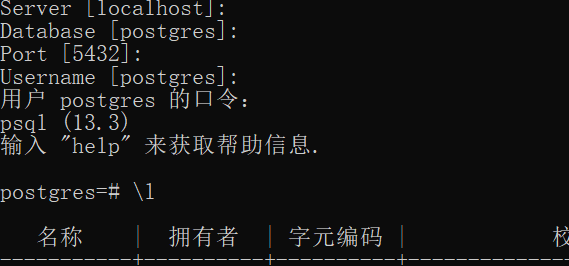 Server [localhost]:
Database [postgres]:
Port [5432]:
Username [postgres]:
用户 postgres 的口令:
psql (13.3)
输入 "help" 来获取帮助信息.
postgres=# \l
名称 | 拥有者 | 字元编码 | 校
-----------+----------+----------+--------------